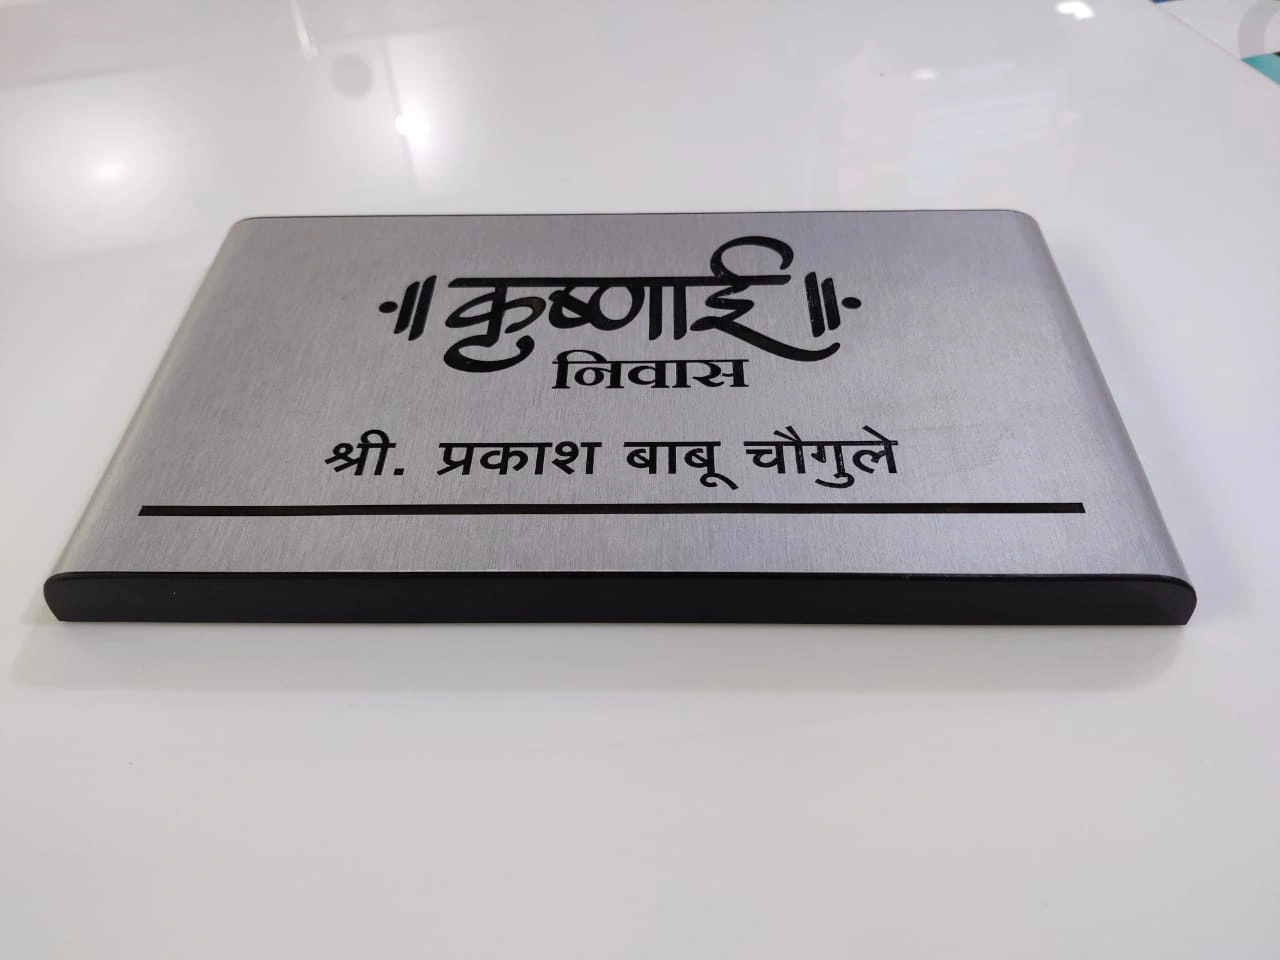 ॥ कृष्णाई ॥
निवास
श्री. प्रकाश बाबू चौगुले